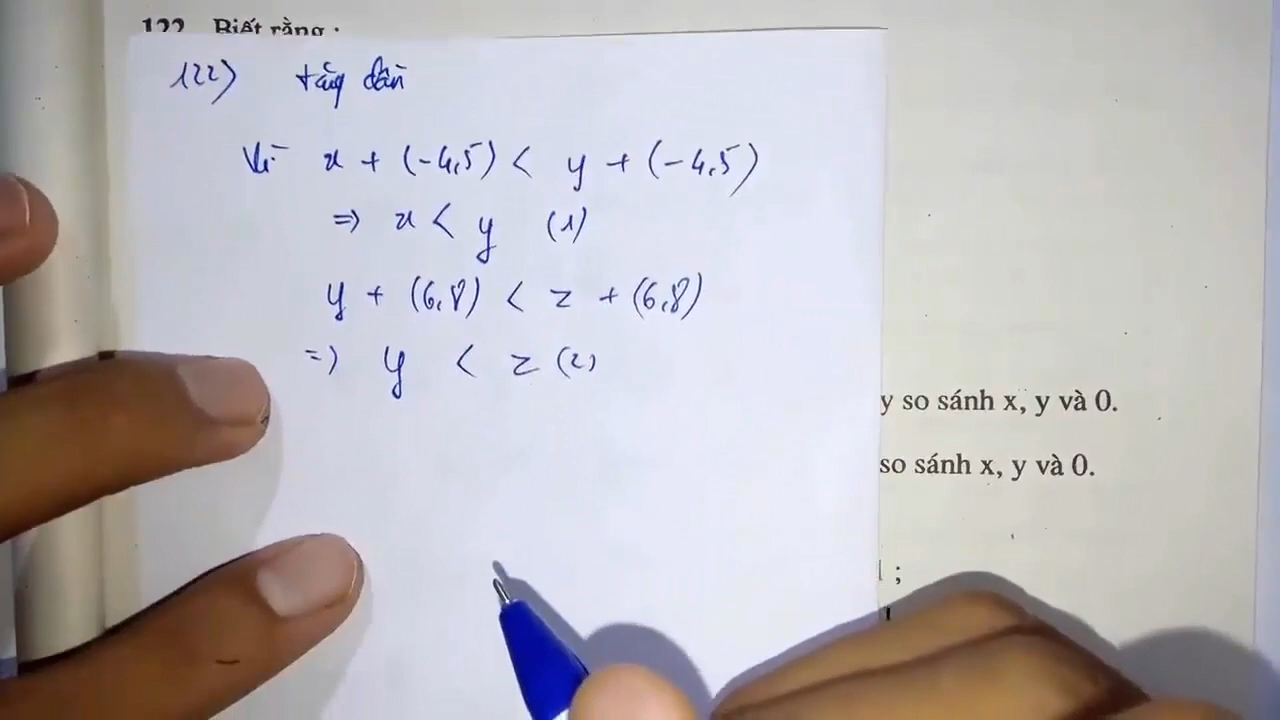 122 Biết rằng :
122) tăng dần
Vì x + (-4,5) < y + (-4,5)
=> x < y (1)
y + (6,8) < z + (6,8)
=> y < z (2)
y so sánh x, y và 0.
so sánh x, y và 0.
;